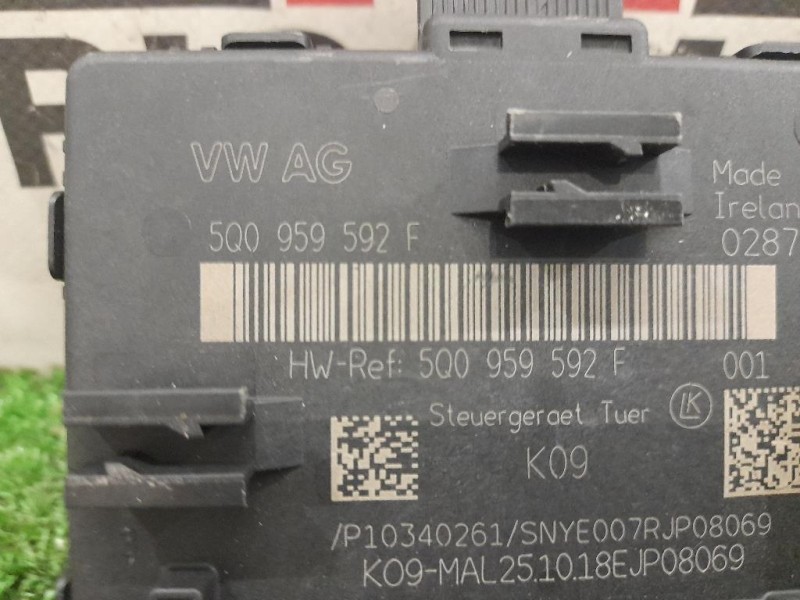 VW AG
Made
5Q0 959 592 F
0287
HW-Ref: 5Q0 959 592 F 001
Steuergeraet Tuer LK
K09
/P10340261/SNYE007RJP08069
K09-MAL25.10.18EJP08069